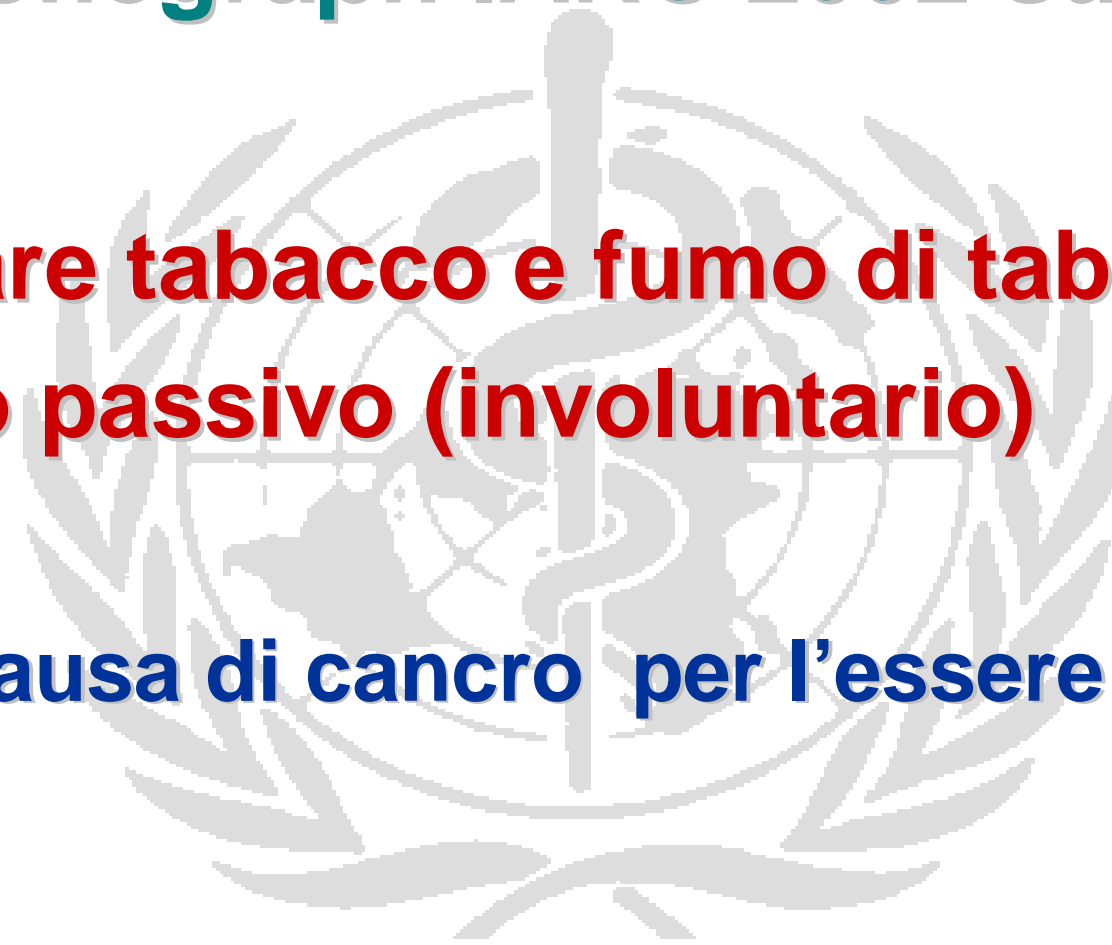 are tabacco e fumo di tab
o passivo (involuntario)
ausa di cancro per l’essere